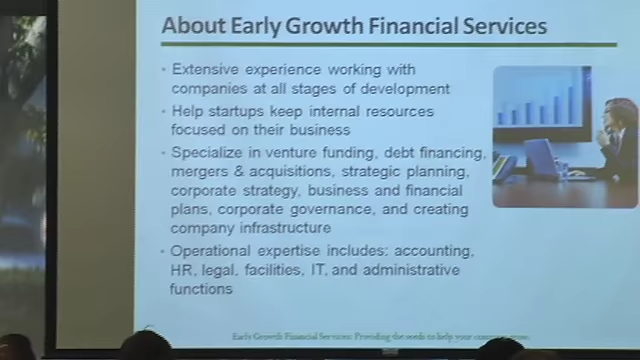 About Early Growth Financial Services
• Extensive experience working with
companies at all stages of development
• Help startups keep internal resources
focused on their business
• Specialize in venture funding, debt financing,
mergers & acquisitions, strategic planning,
corporate strategy, business and financial
plans, corporate governance, and creating
company infrastructure
• Operational expertise includes: accounting,
HR, legal, facilities, IT, and administrative
functions
Early Growth Financial Services: Providing the seeds to help your company grow.